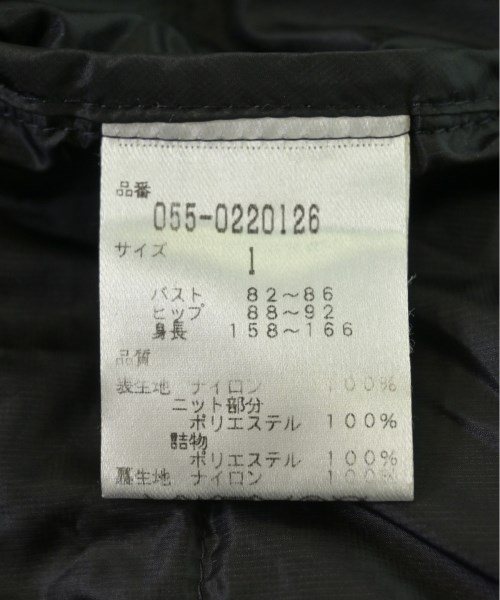 品番
055-0220126
サイズ
1
バスト 82～86
ヒップ 88～92
身長 158～166
品質
表生地 ナイロン 100%
ニット部分
ポリエステル 100%
詰物
ポリエステル 100%
裏生地 ナイロン 100%